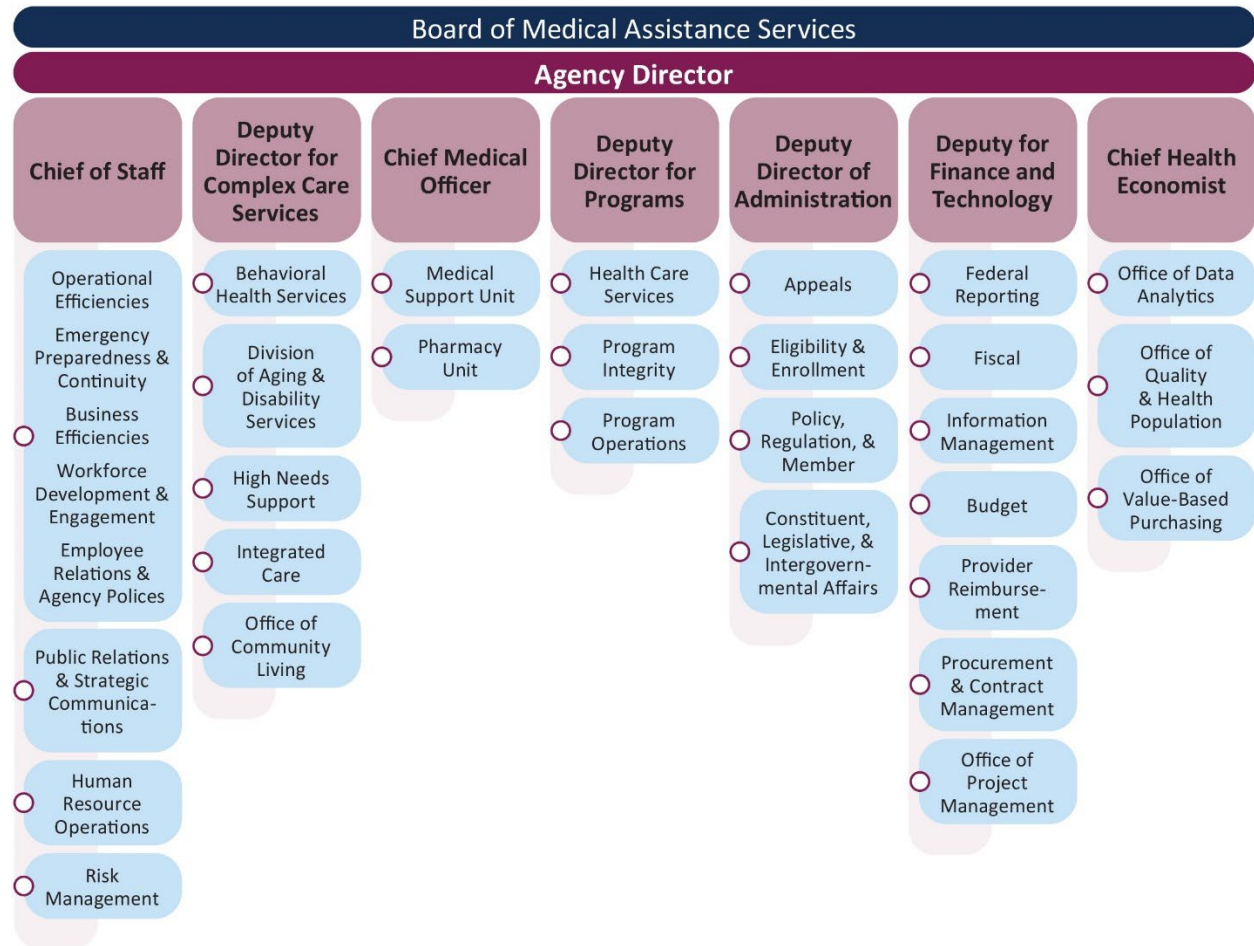 Board of Medical Assistance Services
Agency Director
Chief of Staff
Operational
Efficiencies
Emergency
Preparedness &
Continuity
Business
Efficiencies
Workforce
Development &
Engagement
Employee
Relations &
Agency Polices
Public Relations
& Strategic
Communica-
tions
Human
Resource
Operations
Risk
Management
Deputy
Director for
Complex Care
Services
Behavioral
Health Services
Division
of Aging &
Disability
Services
High Needs
Support
Integrated
Care
Office of
Community
Living
Chief Medical
Officer
Medical
Support Unit
Pharmacy
Unit
Deputy
Director for
Programs
Health Care
Services
Program
Integrity
Program
Operations
Deputy
Director of
Administration
Appeals
Eligibility &
Enrollment
Policy,
Regulation, &
Member
Constituent,
Legislative, &
Intergovern-
mental Affairs
Deputy for
Finance and
Technology
Federal
Reporting
Fiscal
Information
Management
Budget
Provider
Reimburse-
ment
Procurement
& Contract
Management
Office of
Project
Management
Chief Health
Economist
Office of Data
Analytics
Office of
Quality
& Health
Population
Office of
Value-Based
Purchasing